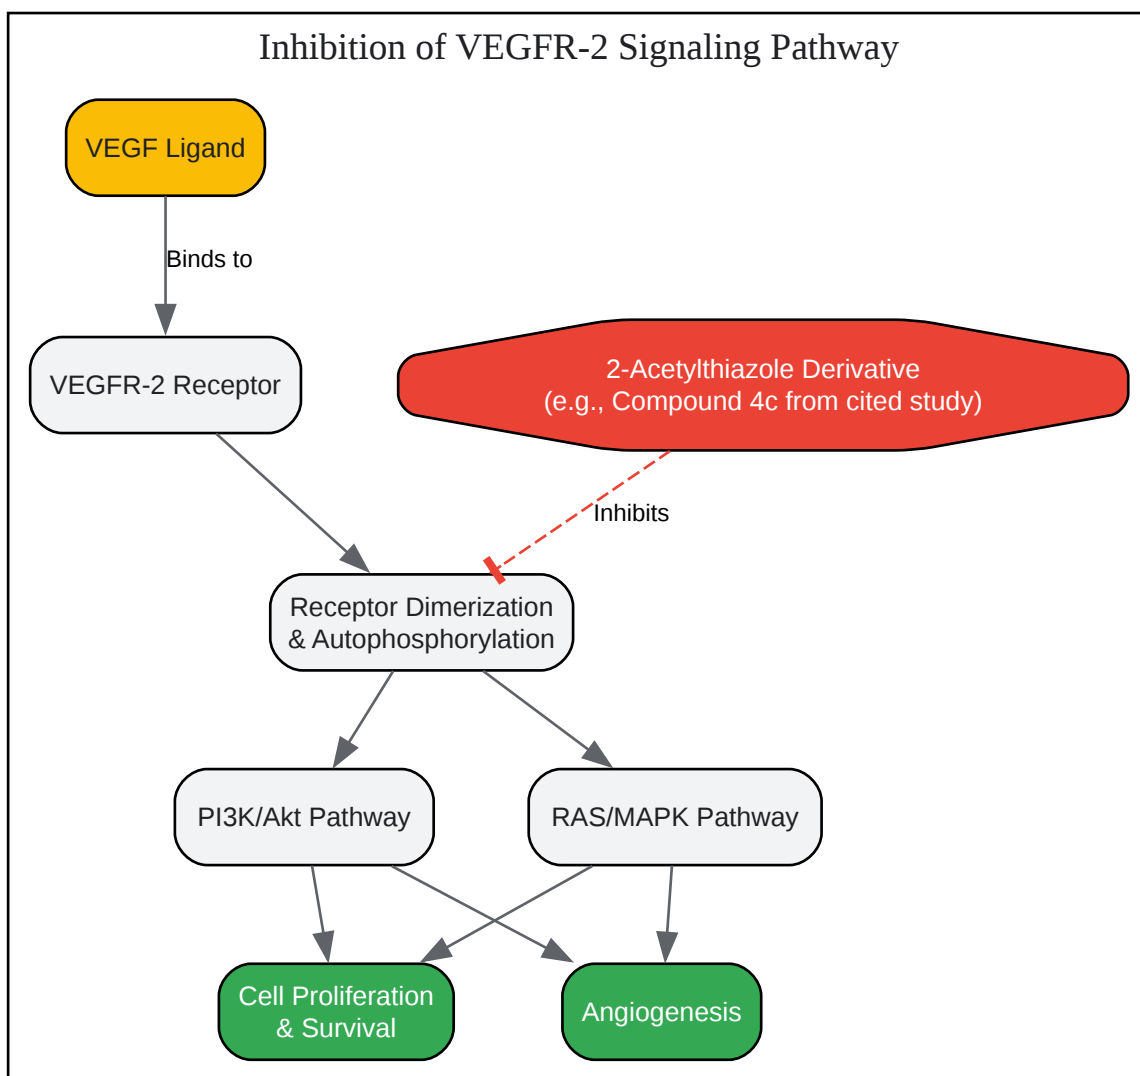 Inhibition of VEGFR-2 Signaling Pathway
VEGF Ligand
Binds to
VEGFR-2 Receptor
2-Acetylthiazole Derivative
(e.g., Compound 4c from cited study)
Inhibits
Receptor Dimerization
& Autophosphorylation
PI3K/Akt Pathway
RAS/MAPK Pathway
Cell Proliferation
& Survival
Angiogenesis